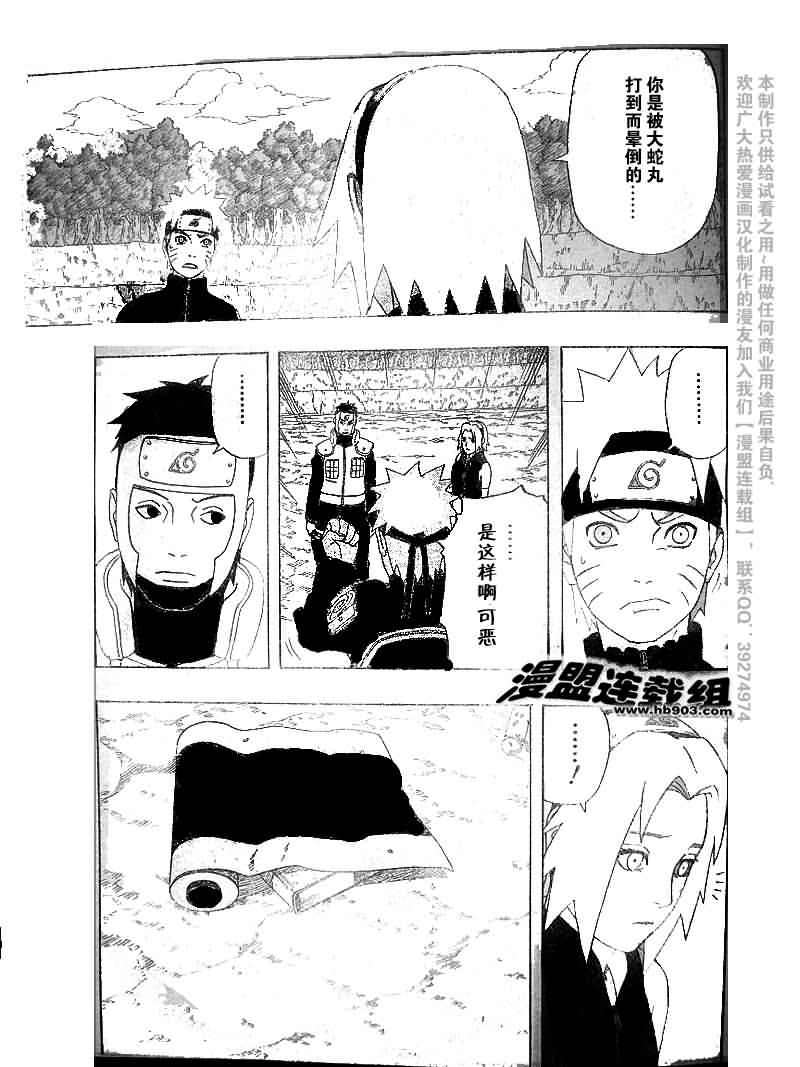 你是被大蛇丸
打到而晕倒的……
………
……
是这样啊 可恶
………
……！
漫盟连载组
www.hb903.com
本制作只供给试看之用~用做任何商业用途后果自负.
欢迎广大热爱漫画汉化制作的漫友加入我们【漫盟连载组】，联系QQ：39274974